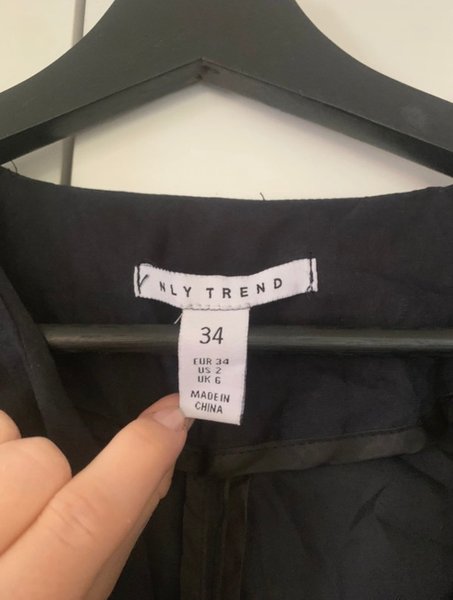 NLY TREND
34
EUR 34
US 2
UK 6
MADE IN
CHINA